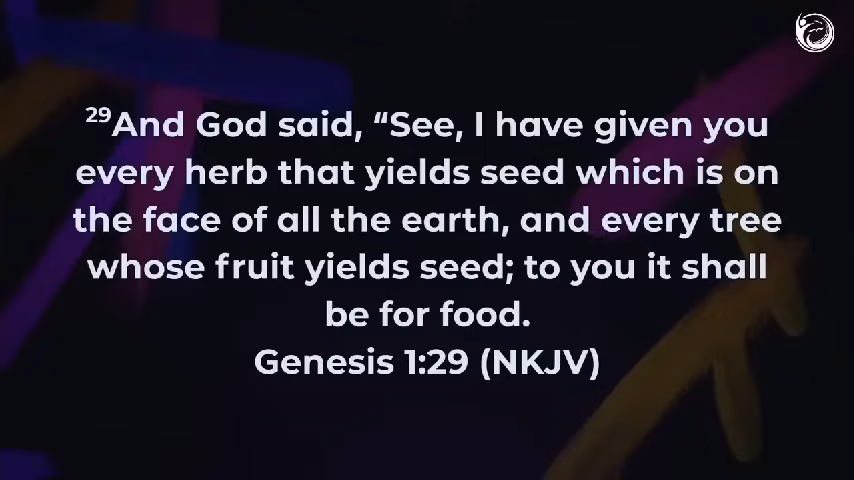 ²⁹And God said, “See, I have given you
every herb that yields seed which is on
the face of all the earth, and every tree
whose fruit yields seed; to you it shall
be for food.
Genesis 1:29 (NKJV)